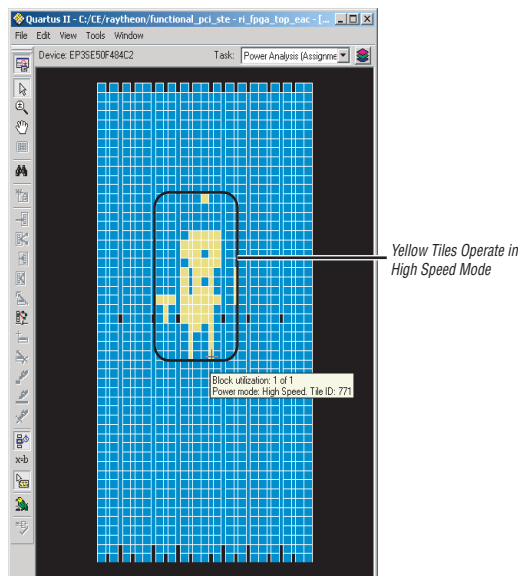 Quartus II - C:/CE/raytheon/functional_pci_ste - ri_fpga_top_eac - [...
File Edit View Tools Window
Device: EP3SE50F484C2
Task: Power Analysis (Assignme
x=b
Yellow Tiles Operate in
High Speed Mode
Block utilization: 1 of 1
Power mode: High Speed. Tile ID: 771